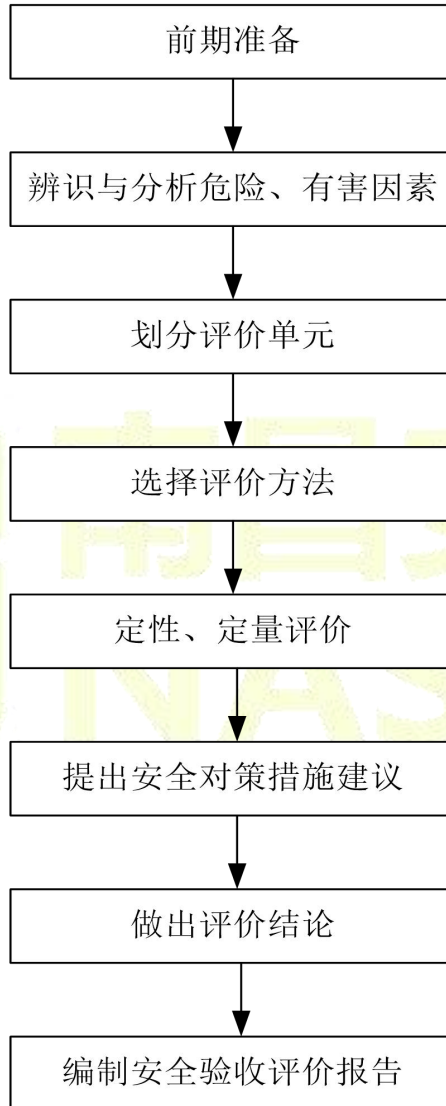 前期准备
辨识与分析危险、有害因素
划分评价单元
选择评价方法
定性、定量评价
提出安全对策措施建议
做出评价结论
编制安全验收评价报告
南昌
NAS